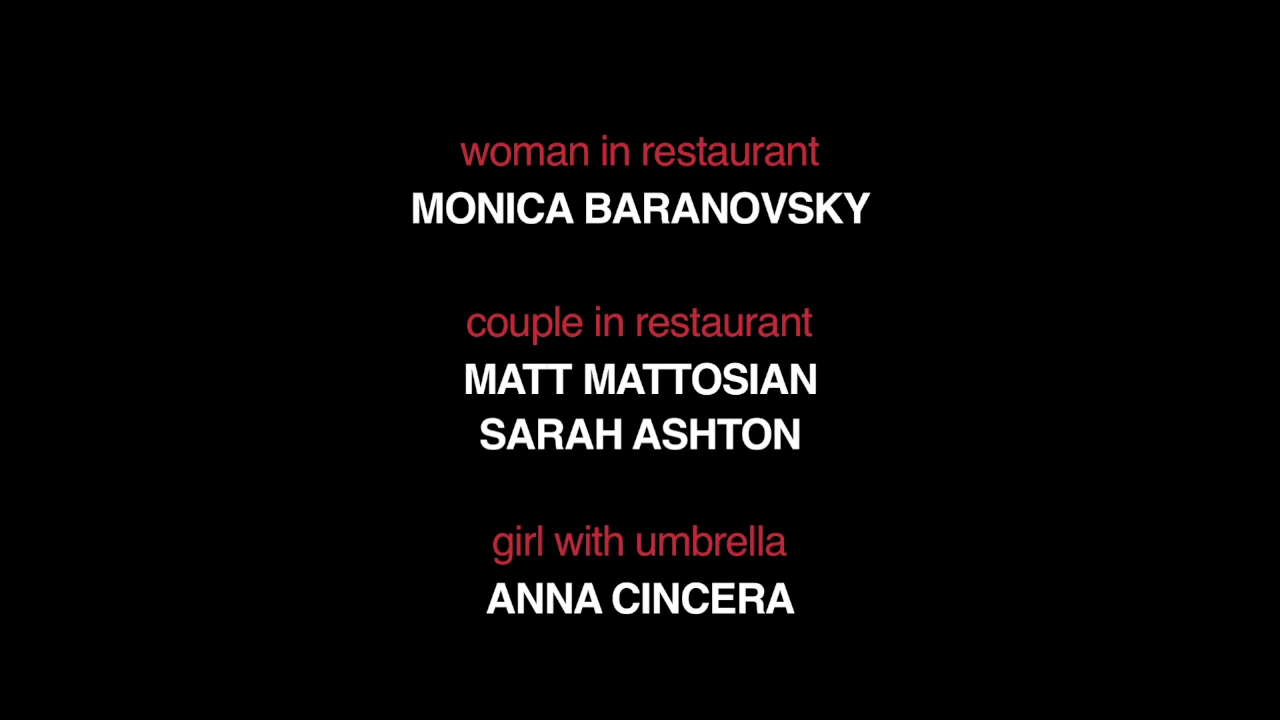 woman in restaurant
MONICA BARANOVSKY
couple in restaurant
MATT MATTOSIAN
SARAH ASHTON
girl with umbrella
ANNA CINCERA